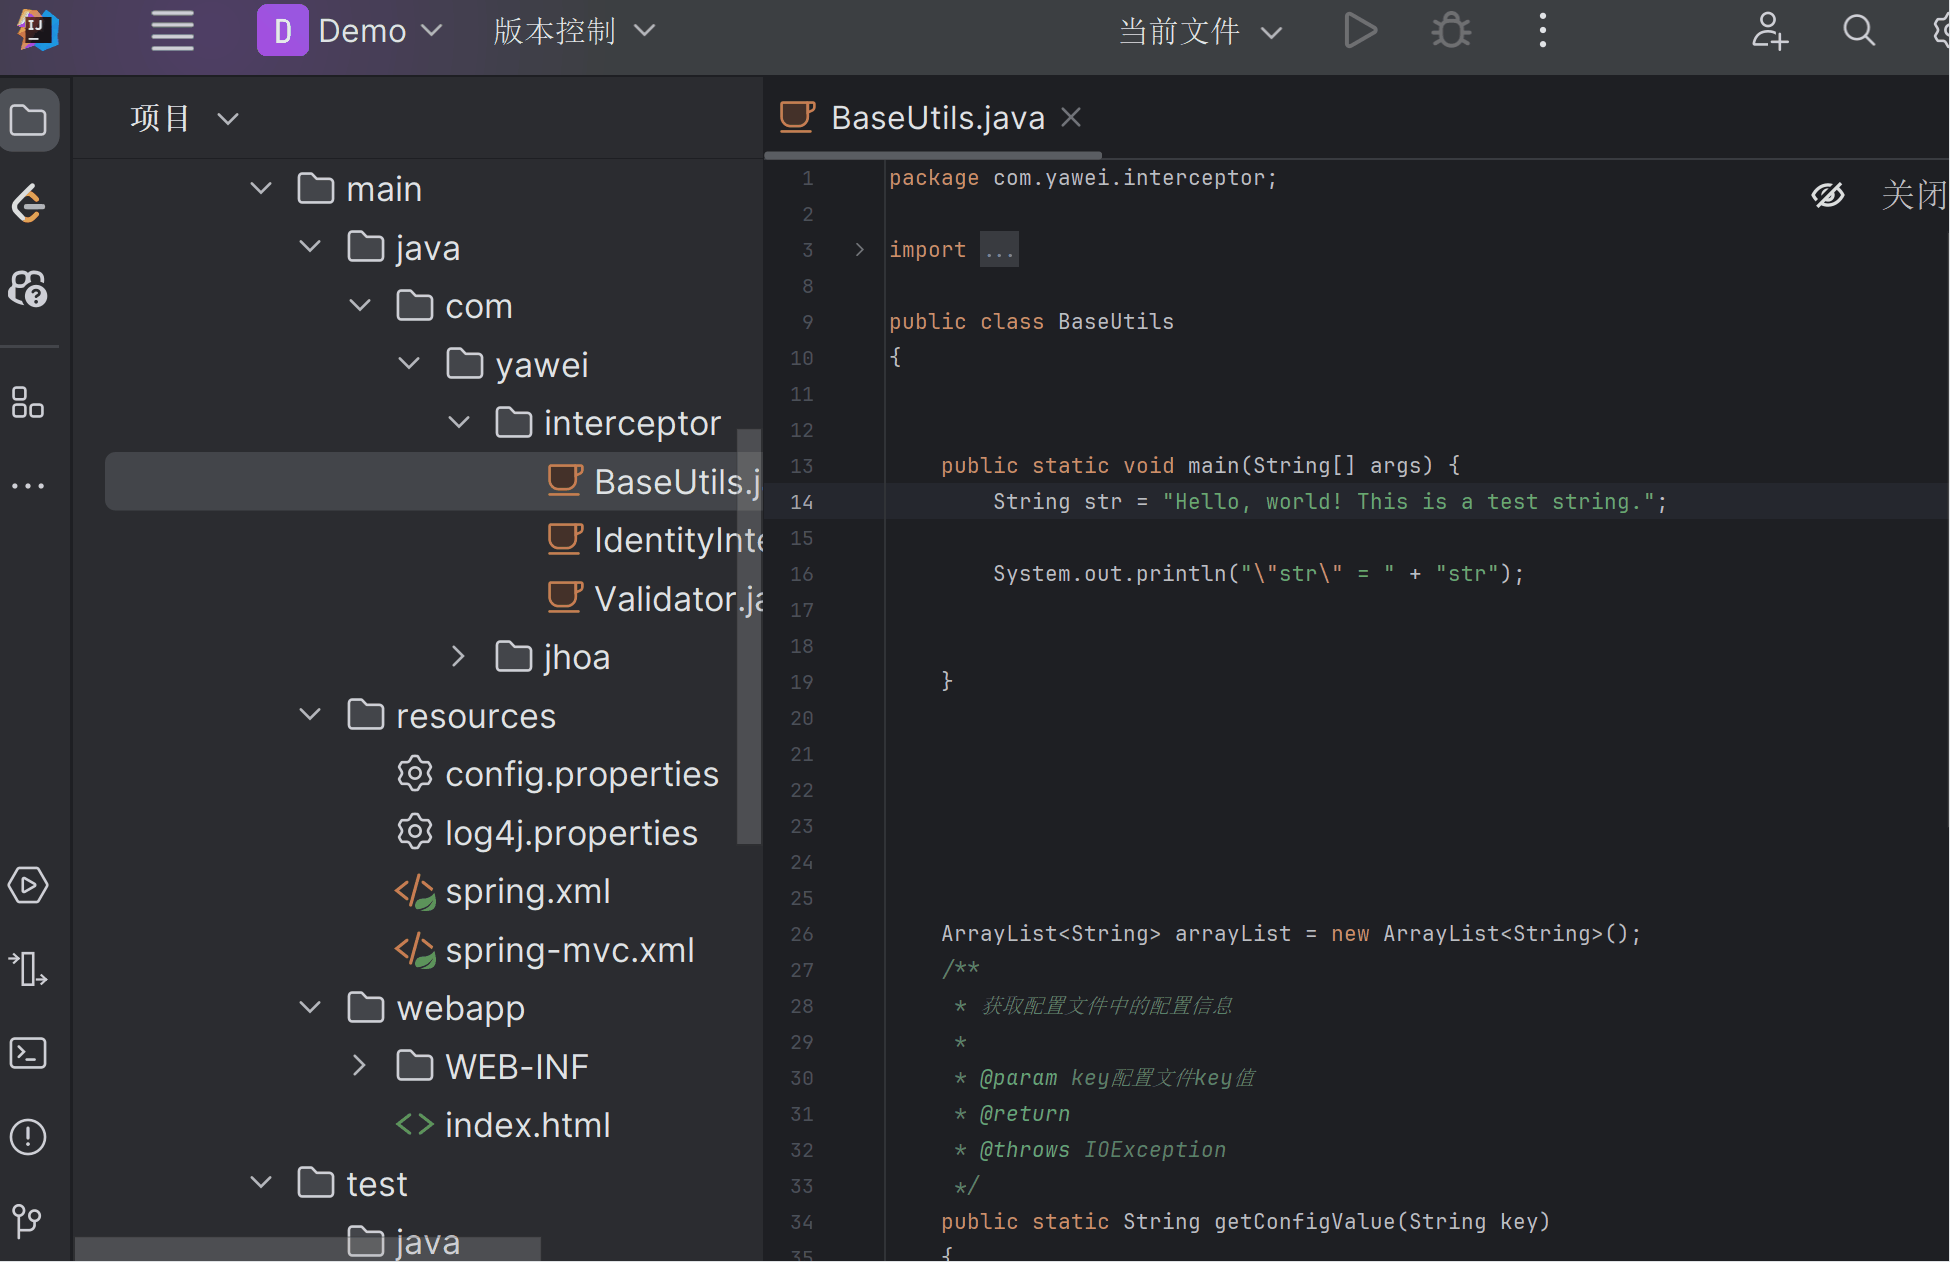 IJ
D Demo
版本控制
当前文件
项目
main
java
com
yawei
interceptor
BaseUtils.j
IdentityInte
Validator.ja
jhoa
resources
config.properties
log4j.properties
spring.xml
spring-mvc.xml
webapp
WEB-INF
index.html
test
java
BaseUtils.java
关闭
1 package com.yawei.interceptor;
2
3 import ...
8
9 public class BaseUtils
10 {
11
12
13 public static void main(String[] args) {
14 String str = "Hello, world! This is a test string.";
15
16 System.out.println("\"str\" = " + "str");
17
18
19 }
20
21
22
23
24
25
26 ArrayList<String> arrayList = new ArrayList<String>();
27 /**
28 * 获取配置文件中的配置信息
29 *
30 * @param key配置文件key值
31 * @return
32 * @throws IOException
33 */
34 public static String getConfigValue(String key)
35 {